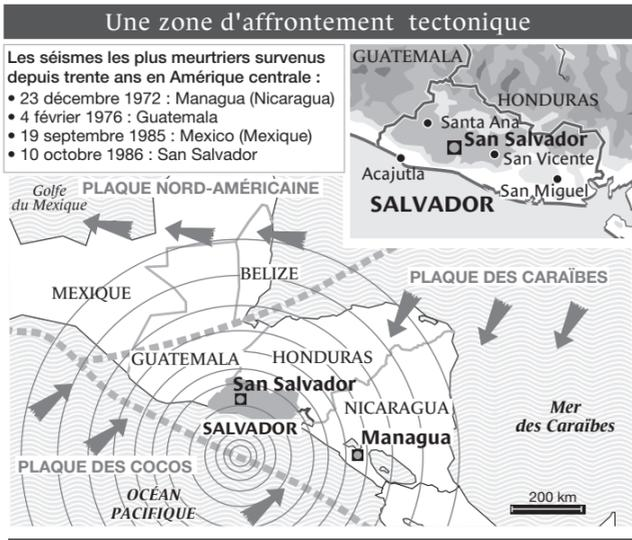 Une zone d'affrontement tectonique
Les séismes les plus meurtriers survenus
depuis trente ans en Amérique centrale :
• 23 décembre 1972 : Managua (Nicaragua)
• 4 février 1976 : Guatemala
• 19 septembre 1985 : Mexico (Mexique)
• 10 octobre 1986 : San Salvador
GUATEMALA
HONDURAS
Santa Ana
San Salvador
San Vicente
Acajutla
San Miguel
SALVADOR
Golfe
du Mexique
PLAQUE NORD-AMÉRICAINE
BELIZE
PLAQUE DES CARAÏBES
MEXIQUE
GUATEMALA
HONDURAS
San Salvador
NICARAGUA
Mer
des Caraïbes
SALVADOR
Managua
PLAQUE DES COCOS
OCÉAN
PACIFIQUE
200 km